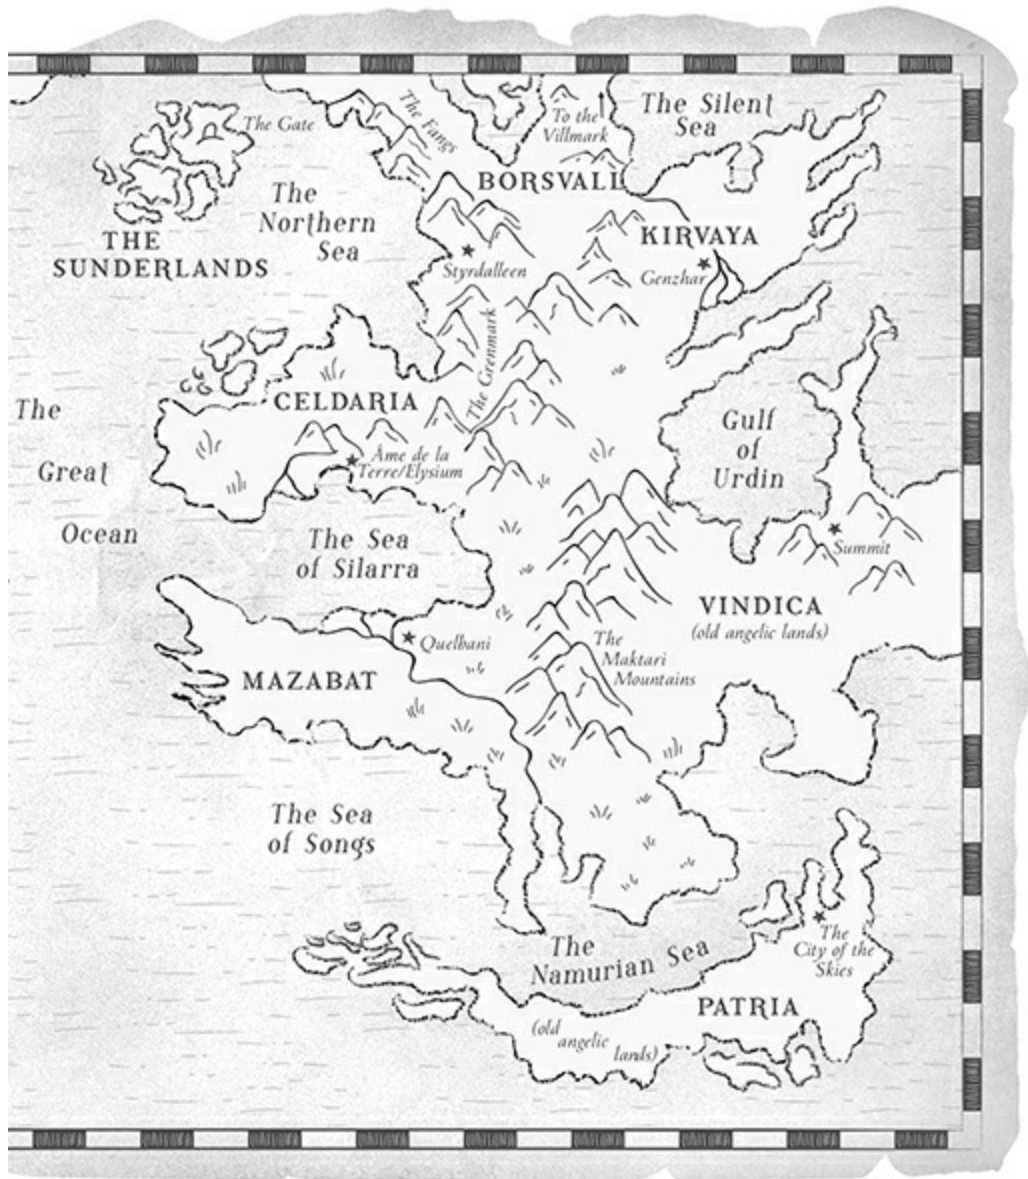 The Fangs
To the
Villmark
The Silent
Sea
The Gate
BORSVALL
The
Northern
Sea
THE
SUNDERLANDS
KIRVAYA
Styrdalleen
Genzhar
The Grenmark
CELDARIA
The
Great
Ocean
Âme de la
Terre/Elysium
Gulf
of
Urdin
The Sea
of Silarra
Summit
VINDICA
(old angelic lands)
Quelbani
The
Maktari
Mountains
MAZABAT
The Sea
of Songs
The
Namurian Sea
The
City of the
Skies
PATRIA
(old
angelic
lands)